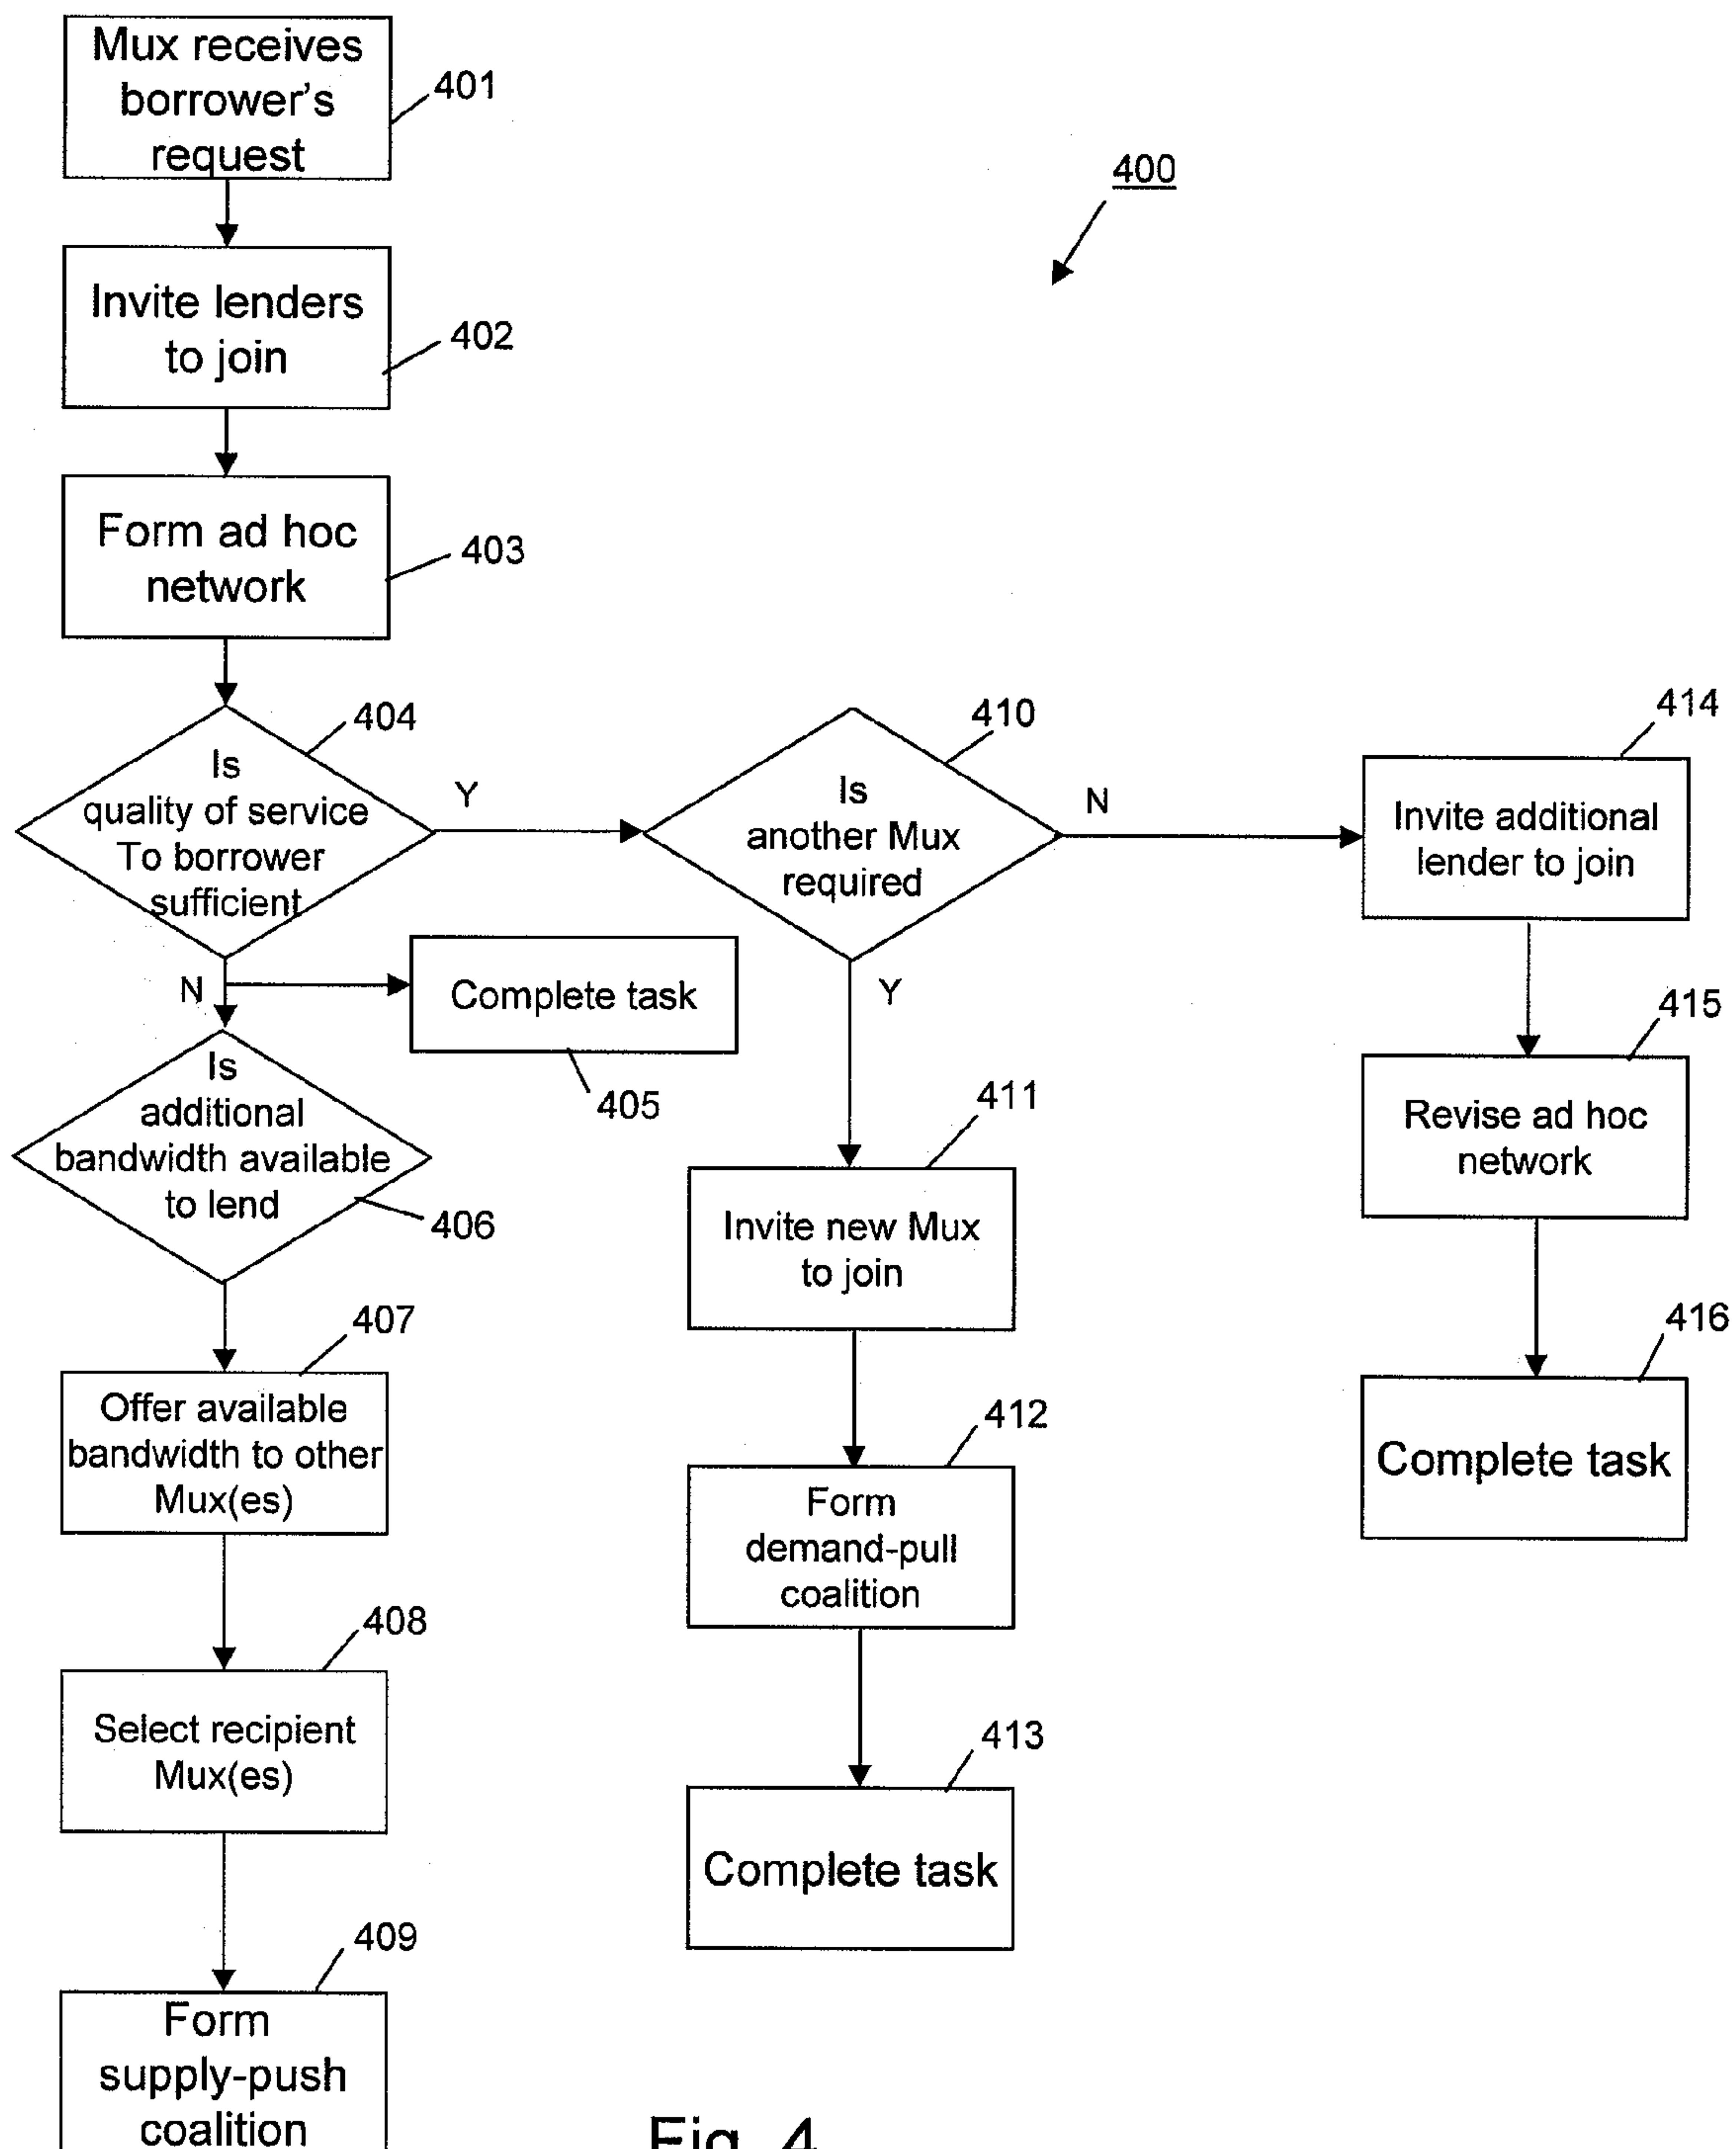 Mux receives
borrower's
request
401
400
Invite lenders
to join
402
Form ad hoc
network
403
Is
quality of service
To borrower
sufficient
404
Y
N
Complete task
405
Is
additional
bandwidth available
to lend
406
Offer available
bandwidth to other
Mux(es)
407
Select recipient
Mux(es)
408
Form
supply-push
coalition
409
Is
another Mux
required
410
N
Y
Invite new Mux
to join
411
Form
demand-pull
coalition
412
Complete task
413
Invite additional
lender to join
414
Revise ad hoc
network
415
Complete task
416
Fig. 4